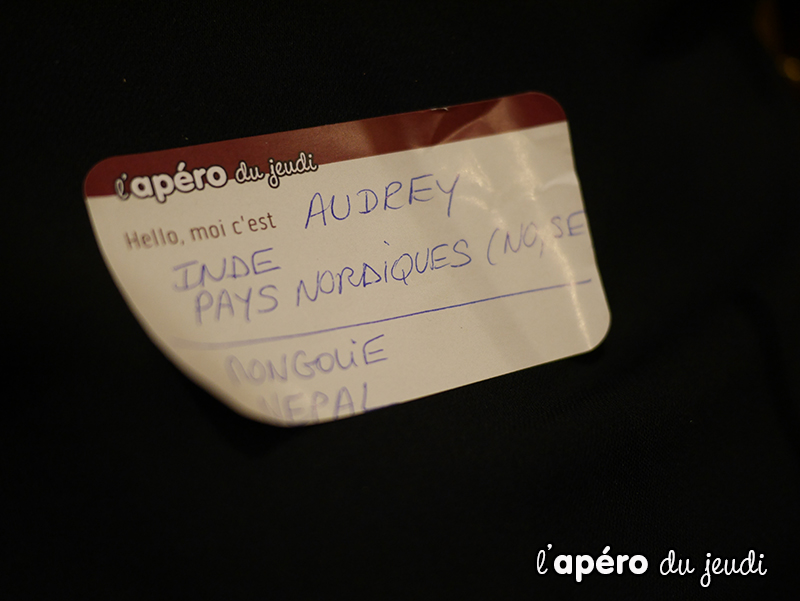 l'apéro du jeudi
Hello, moi c'est AUDREY
INDE
PAYS NORDIQUES (NO, SE
MONGOLIE
NEPAL
l'apéro du jeudi